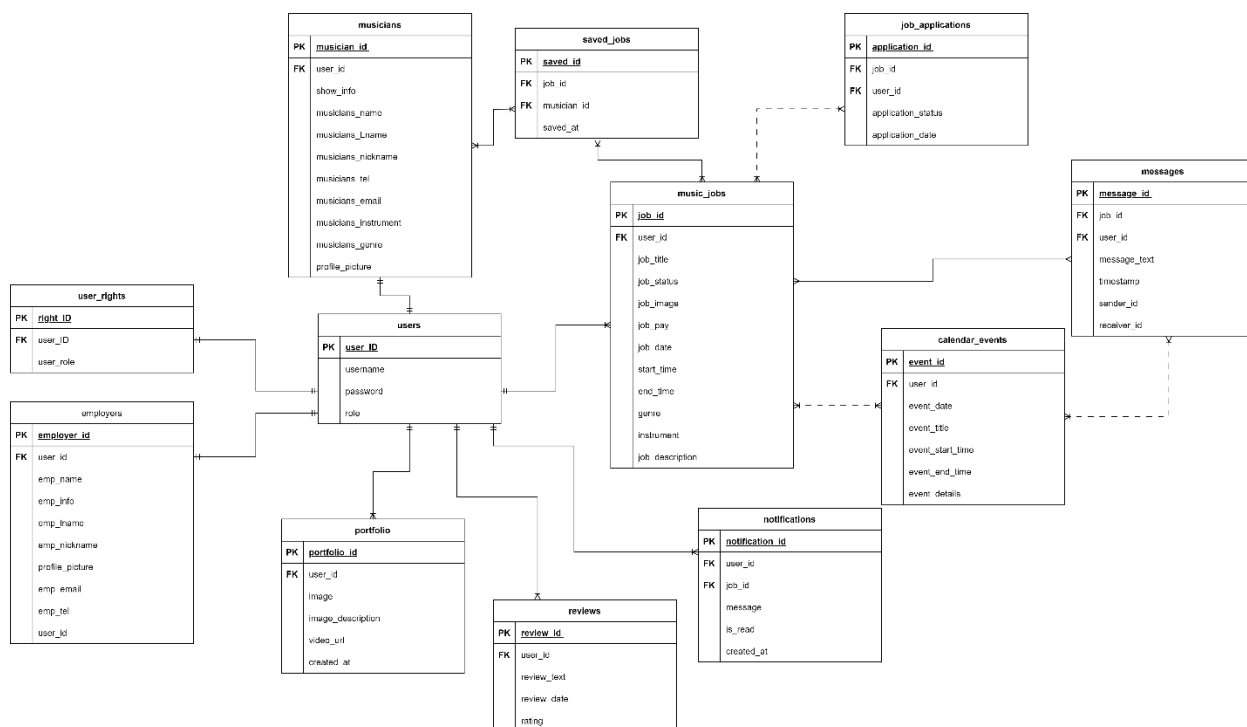 musicians
PK musician_id
FK user_id
show_info
musicians_name
musicians_Lname
musicians_nickname
musicians_tel
musicians_email
musicians_instrument
musicians_genre
profile_picture
saved_jobs
PK saved_id
FK job_id
FK musician_id
saved_at
job_applications
PK application_id
FK job_id
FK user_id
application_status
application_date
music_jobs
PK job_id
FK user_id
job_title
job_status
job_image
job_pay
job_date
start_time
end_time
genre
instrument
job_description
messages
PK message_id
FK job_id
FK user_id
message_text
timestamp
sender_id
receiver_id
user_rights
PK right_ID
FK user_ID
user_role
users
PK user_ID
username
password
role
calendar_events
PK event_id
FK user_id
event_date
event_title
event_start_time
event_end_time
event_details
employers
PK employer_id
FK user_id
emp_name
emp_info
emp_lname
emp_nickname
profile_picture
emp_email
emp_tel
user_id
portfolio
PK portfolio_id
FK user_id
image
image_description
video_url
created_at
reviews
PK review_id
FK user_id
review_text
review_date
rating
notifications
PK notification_id
FK user_id
FK job_id
message
is_read
created_at